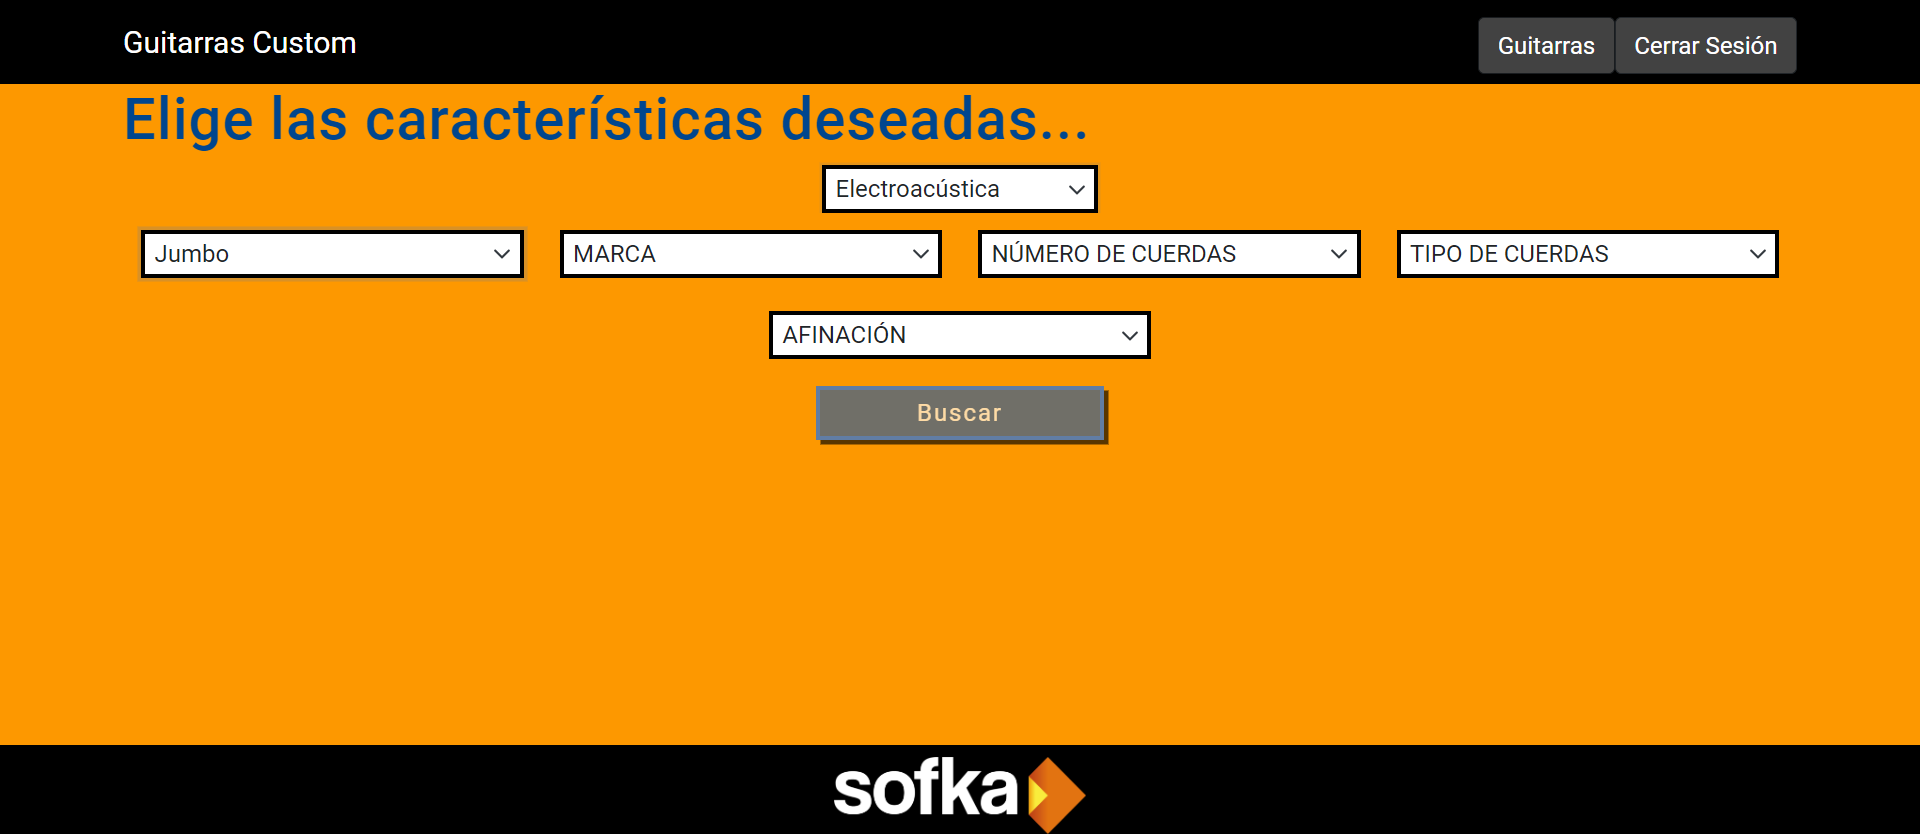 Guitarras Custom
Guitarras
Cerrar Sesión
Elige las características deseadas...
Electroacústica
Jumbo
MARCA
NÚMERO DE CUERDAS
TIPO DE CUERDAS
AFINACIÓN
Buscar
sofka